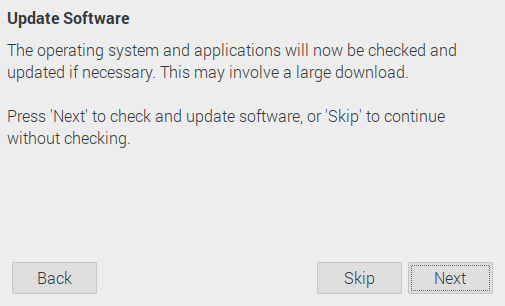 Update Software
The operating system and applications will now be checked and
updated if necessary. This may involve a large download.
Press 'Next' to check and update software, or 'Skip' to continue
without checking.
Back
Skip
Next